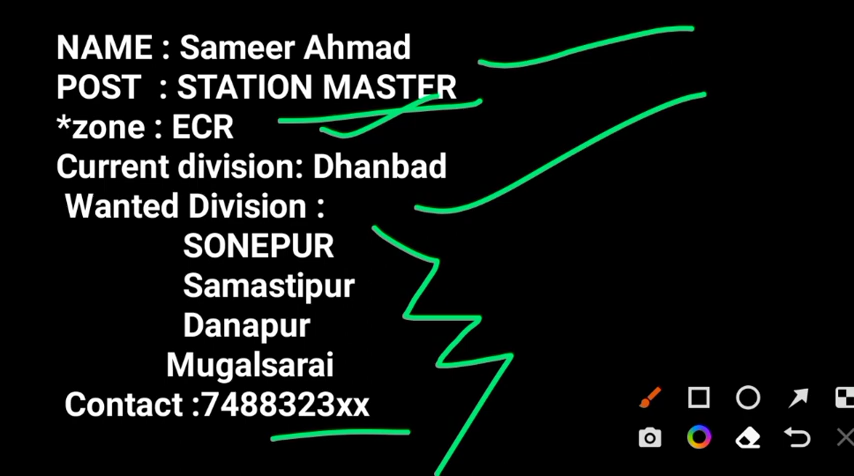 NAME : Sameer Ahmad
POST : STATION MASTER
*zone : ECR
Current division: Dhanbad
Wanted Division :
SONEPUR
Samastipur
Danapur
Mugalsarai
Contact :7488323xx